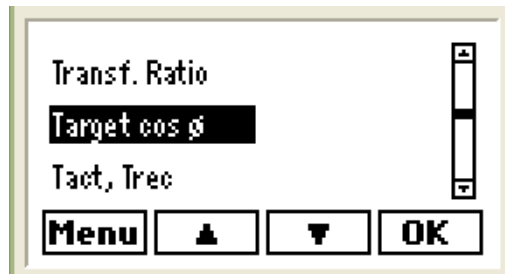 Transf. Ratio
Target cos ø
Tact, Trec
Menu ▲ ▼ OK